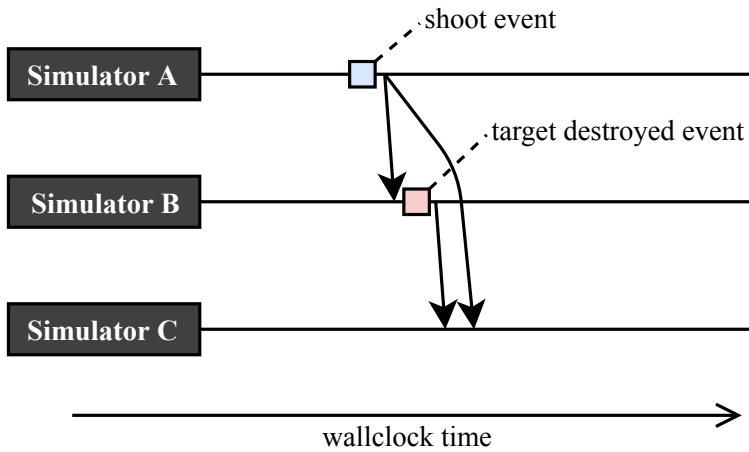 shoot event
Simulator A
target destroyed event
Simulator B
Simulator C
wallclock time